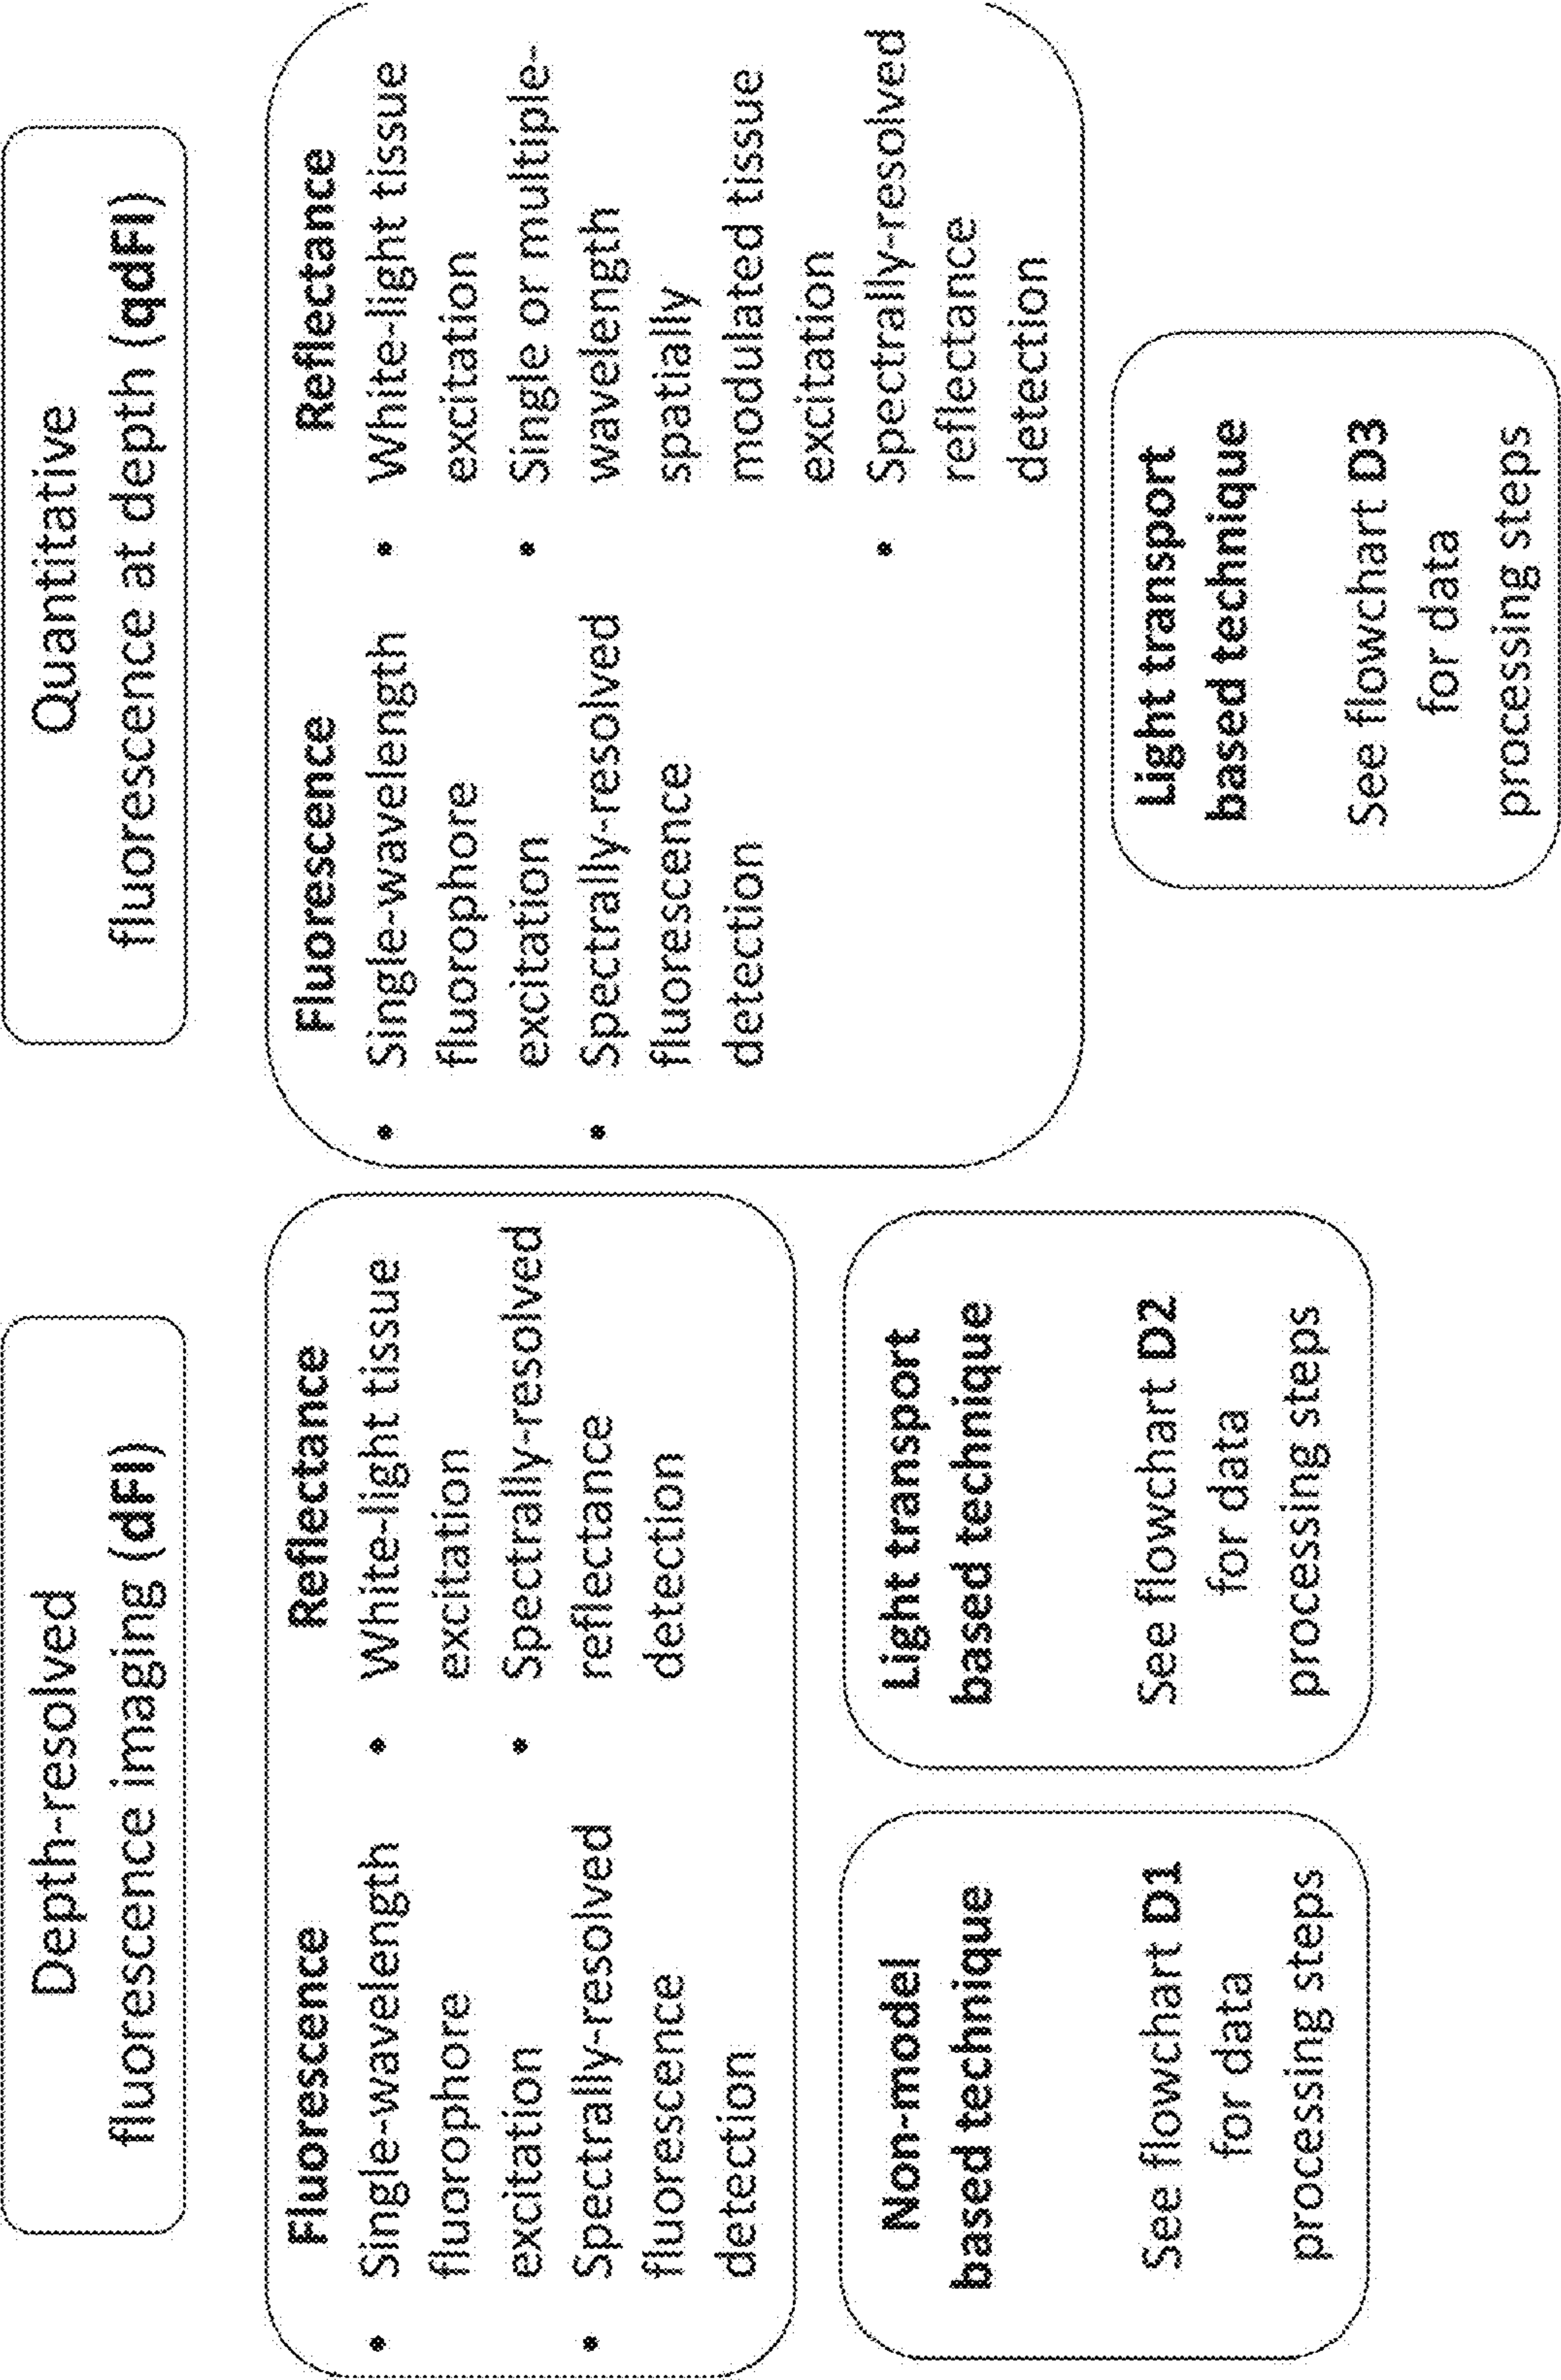 Depth-resolved
fluorescence imaging (dFI)
Fluorescence
• Single-wavelength
fluorophore
excitation
• Spectrally-resolved
fluorescence
detection
Reflectance
• White-light tissue
excitation
• Spectrally-resolved
reflectance
detection
Non-model
based technique
See flowchart D1
for data
processing steps
Light transport
based technique
See flowchart D2
for data
processing steps
Quantitative
fluorescence at depth (qdFI)
Fluorescence
• Single-wavelength
fluorophore
excitation
• Spectrally-resolved
fluorescence
detection
Reflectance
• White-light tissue
excitation
• Single or multiple-
wavelength
spatially
modulated tissue
excitation
• Spectrally-resolved
reflectance
detection
Light transport
based technique
See flowchart D3
for data
processing steps